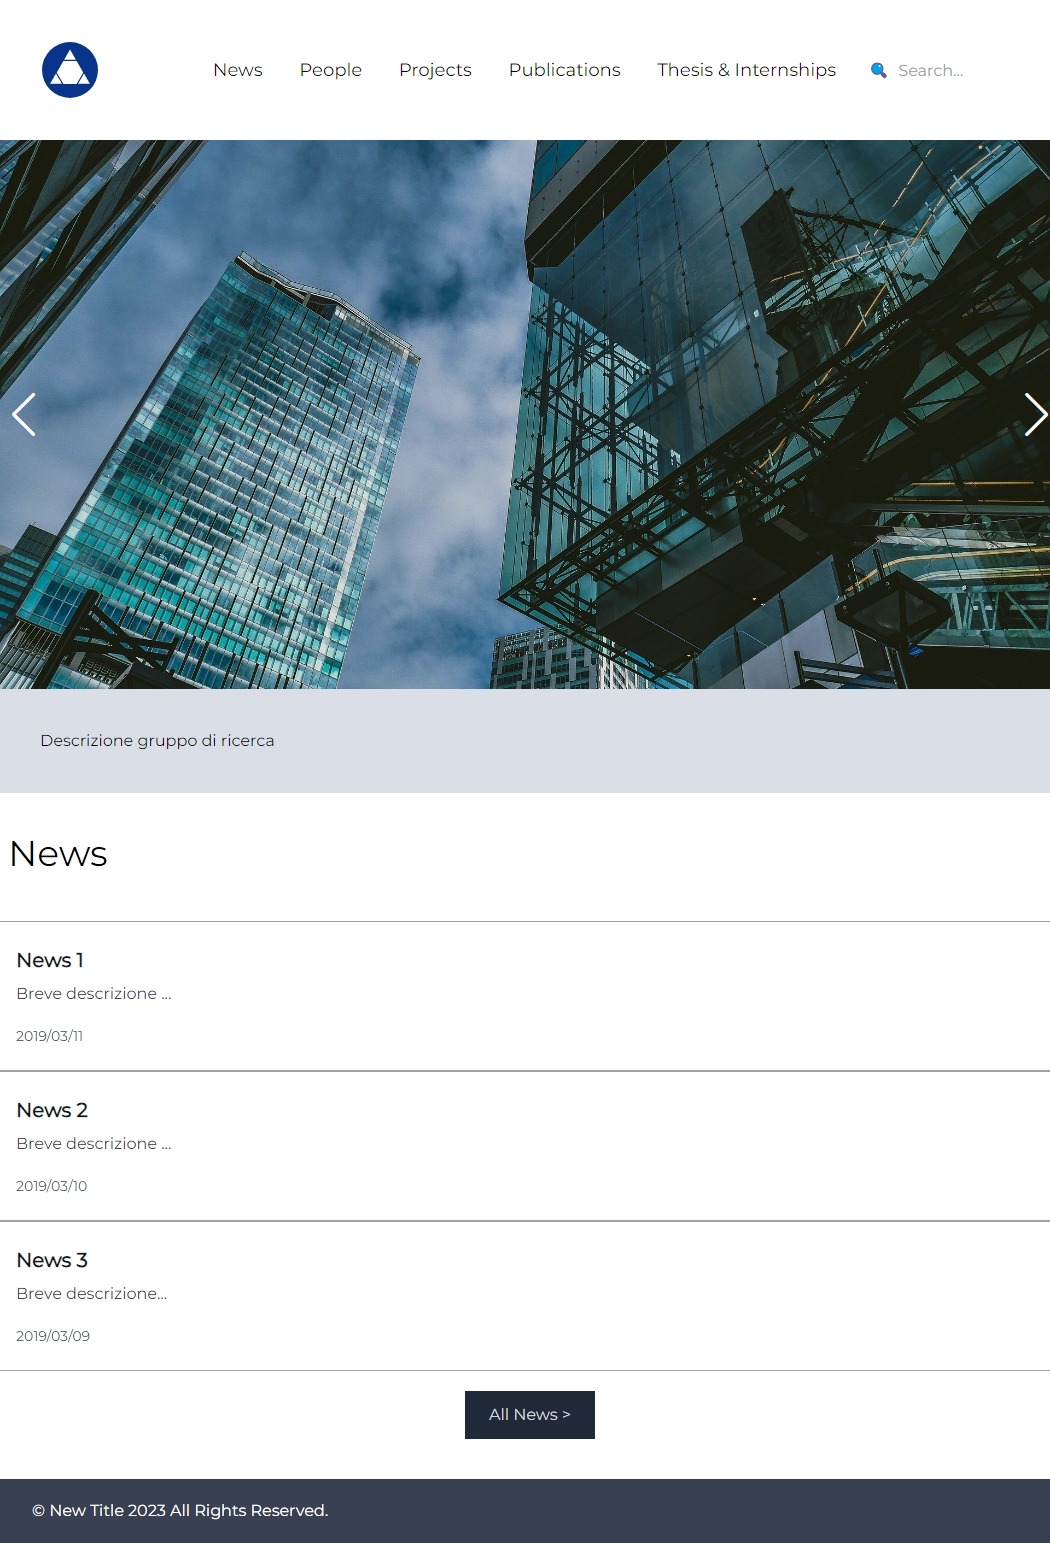 News People Projects Publications Thesis & Internships Search...
Descrizione gruppo di ricerca
News
News 1
Breve descrizione ...
2019/03/11
News 2
Breve descrizione ...
2019/03/10
News 3
Breve descrizione...
2019/03/09
All News >
© New Title 2023 All Rights Reserved.